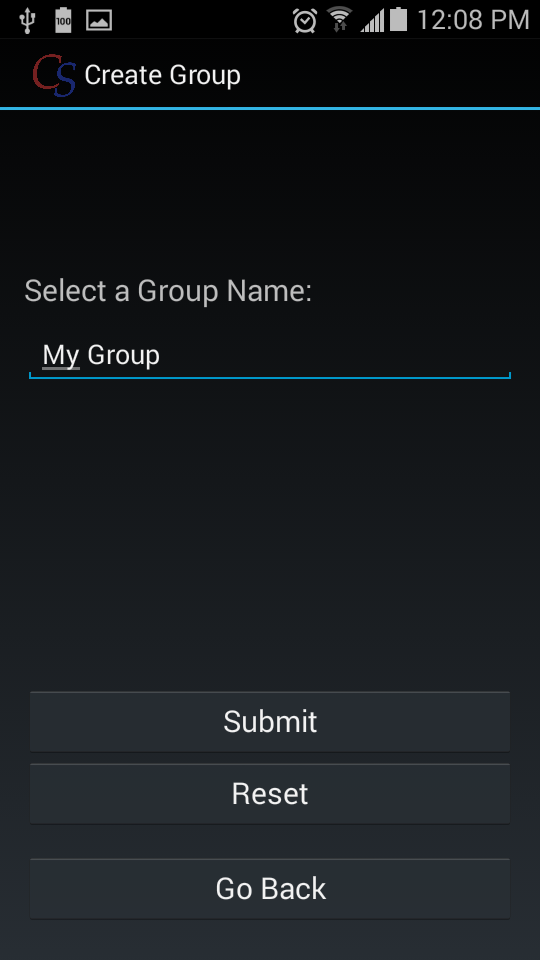 100
12:08 PM
CS Create Group
Select a Group Name:
My Group
Submit
Reset
Go Back